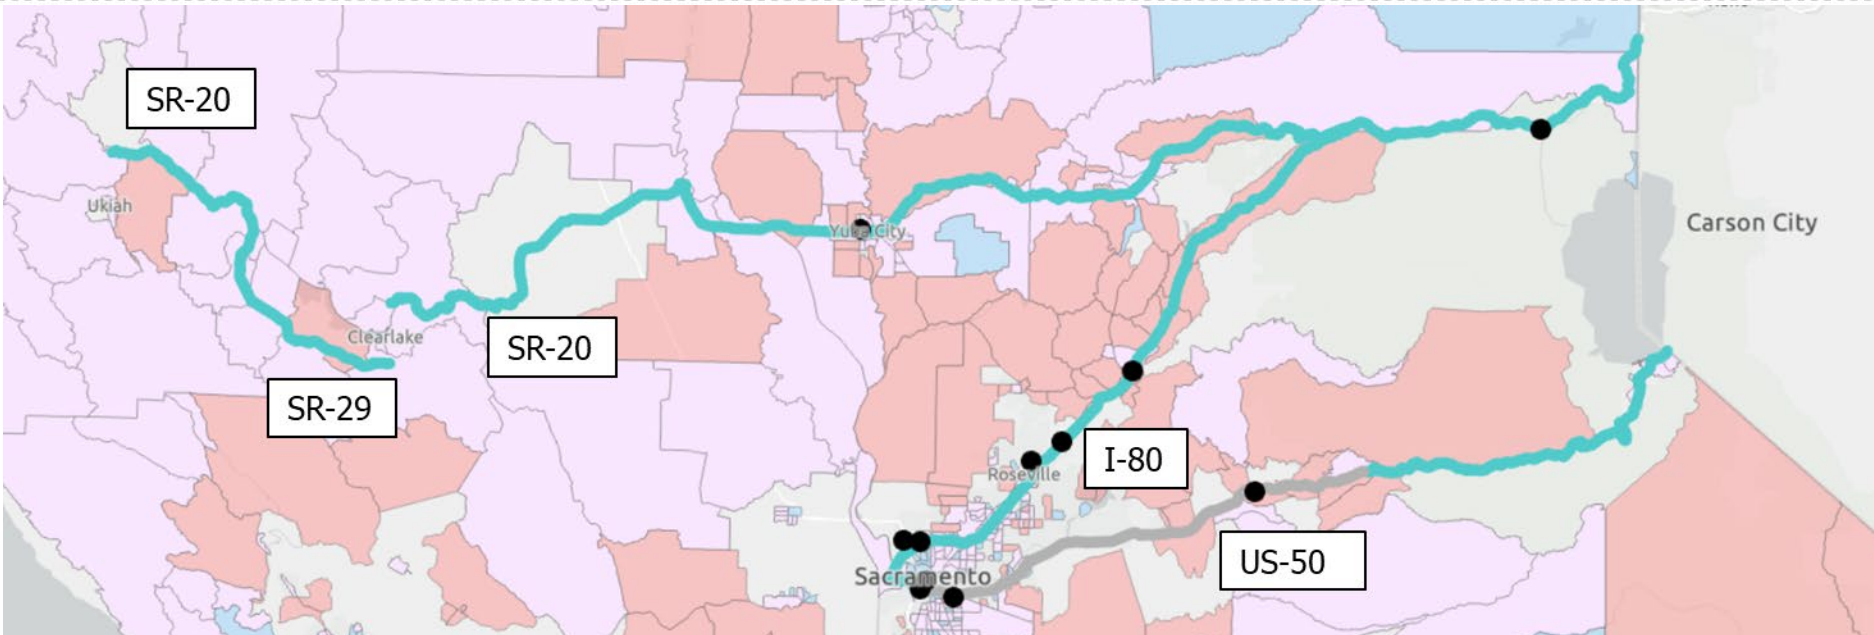 SR-20
Ukiah
Carson City
Yuba City
Clearlake
SR-20
SR-29
I-80
Roseville
US-50
Sacramento